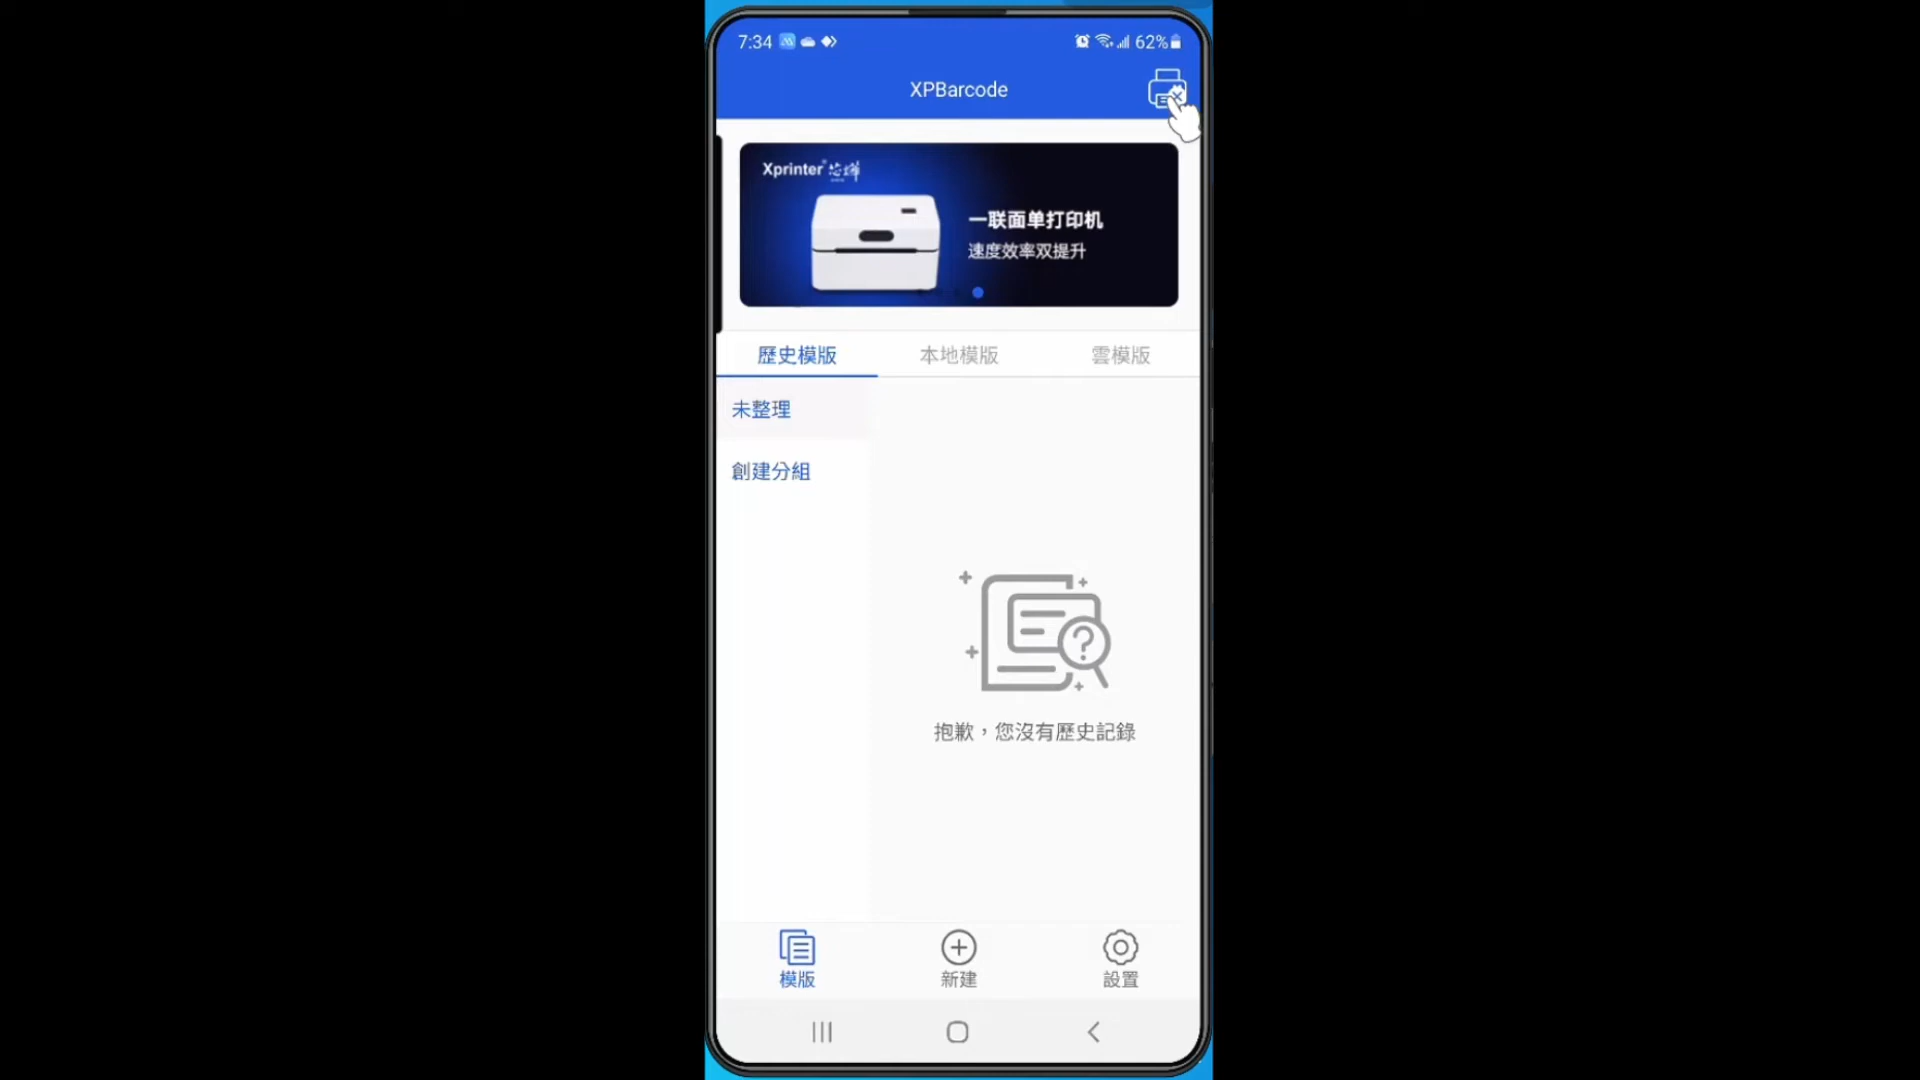 7:34
62%
XPBarcode
Xprinter® 芯烨
一联面单打印机
速度效率双提升
歷史模版
本地模版
雲模版
未整理
創建分組
抱歉，您沒有歷史記錄
模版
新建
設置